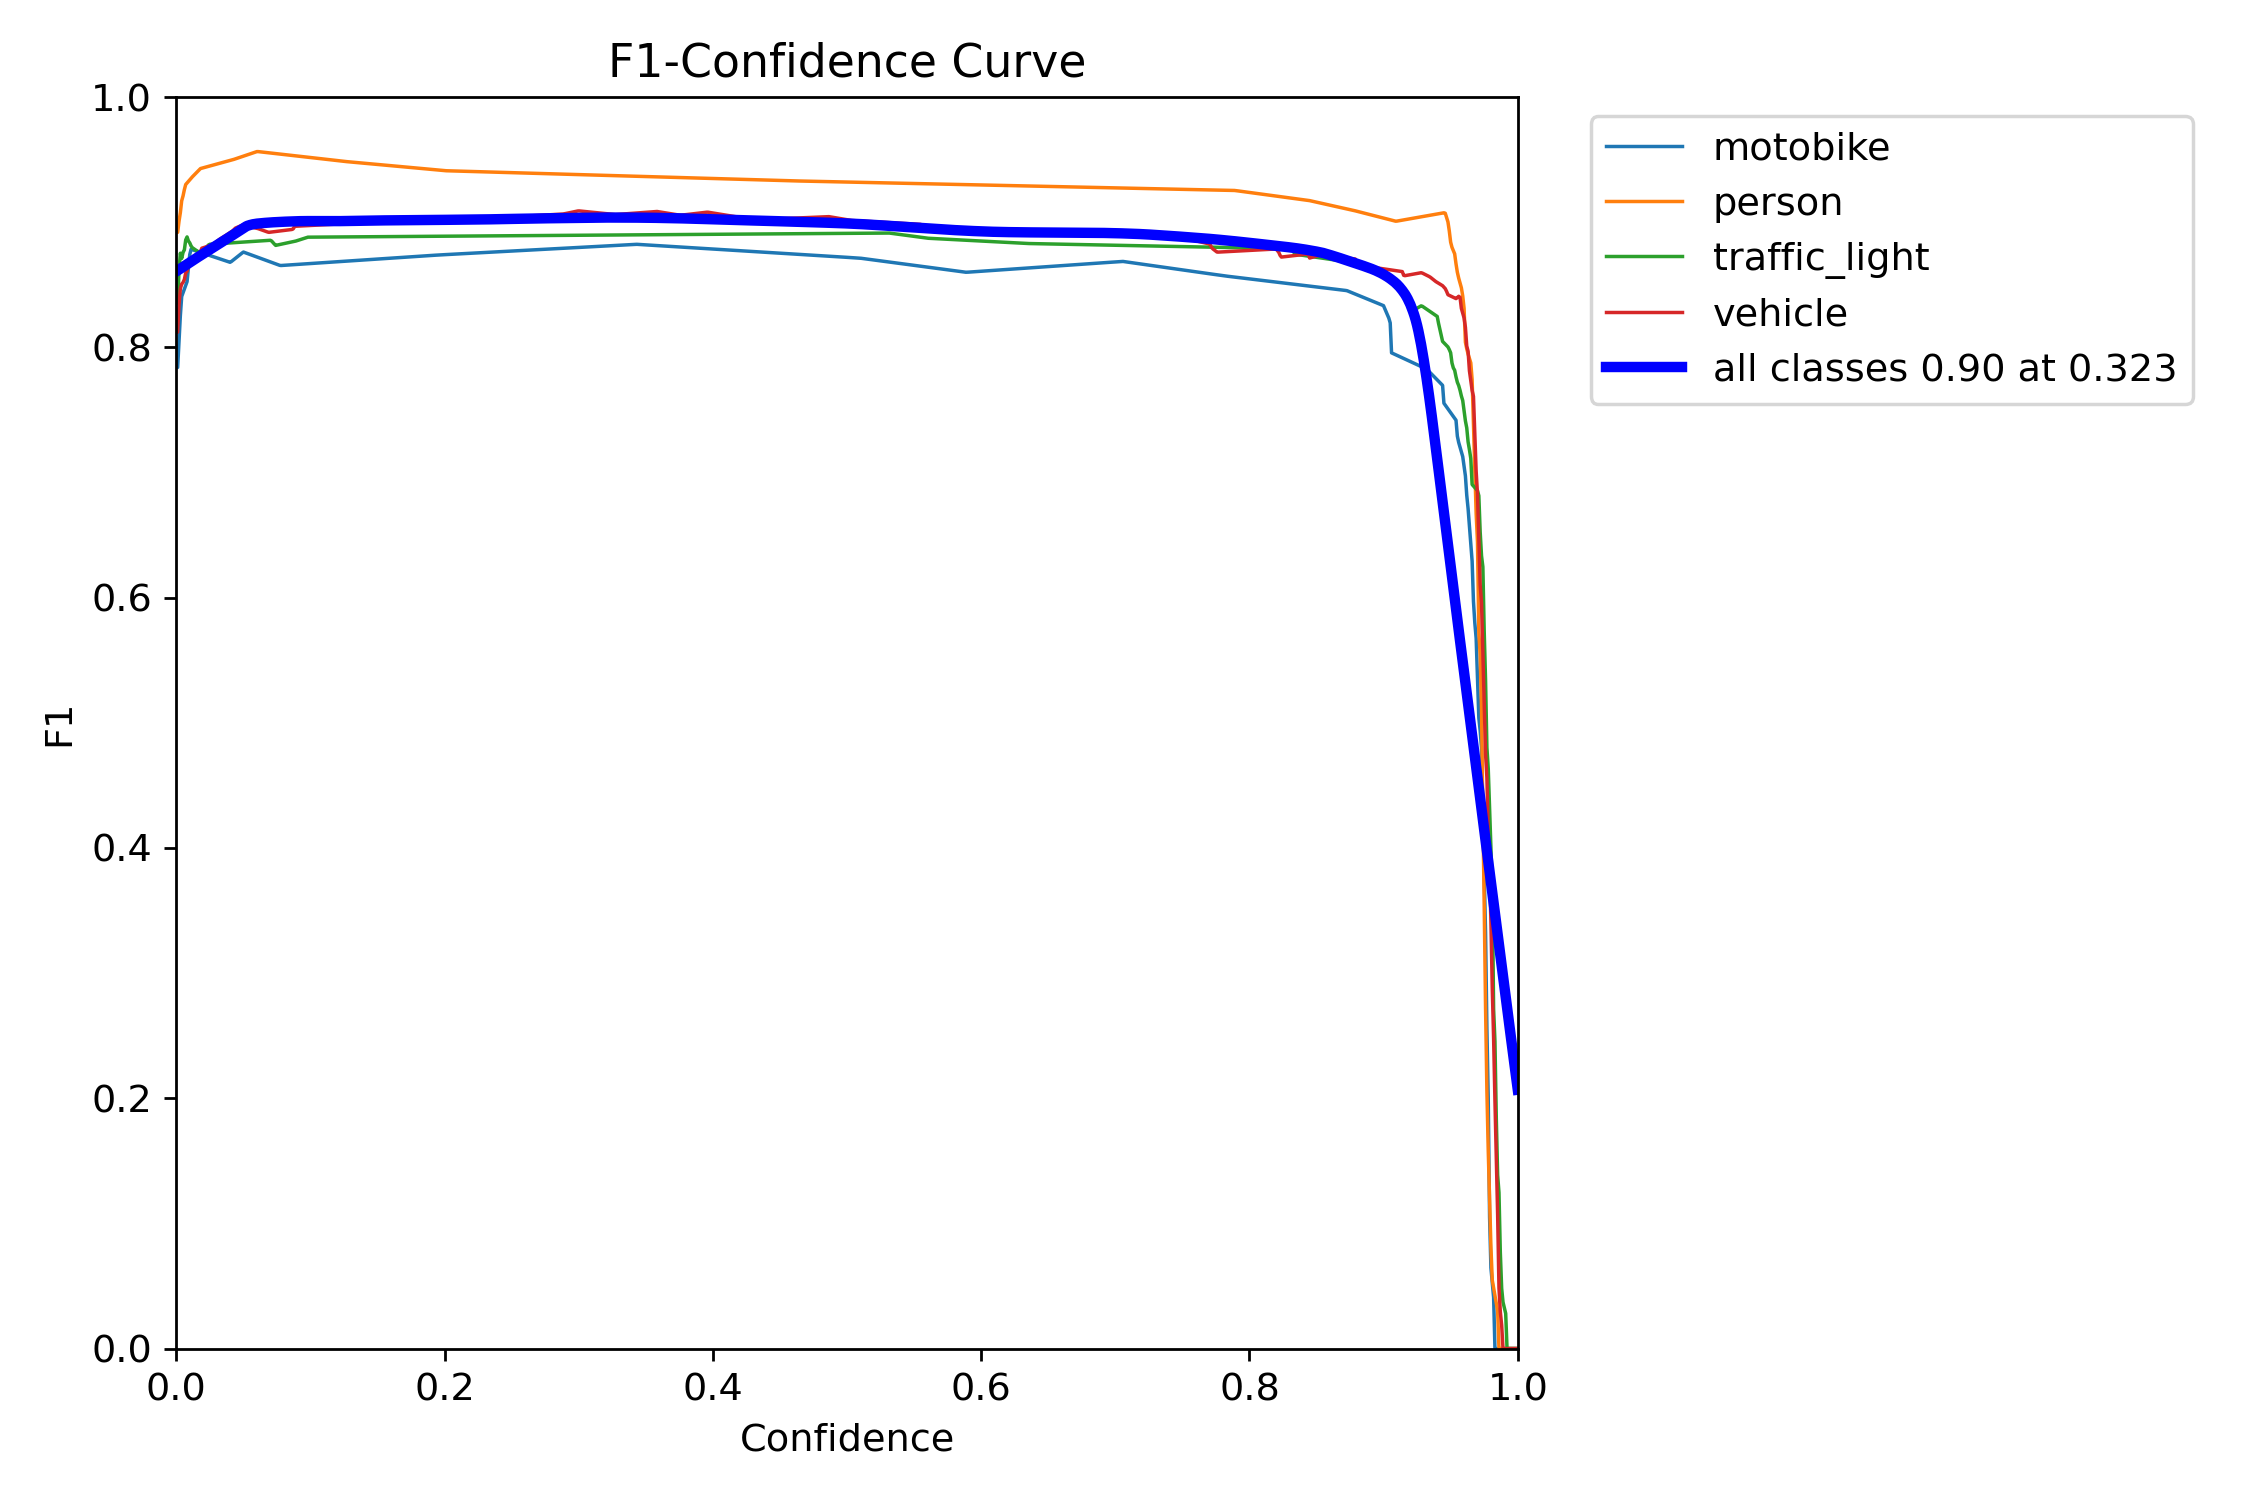 F1-Confidence Curve
1.0
0.8
0.6
0.4
0.2
0.0
F1
0.0 0.2 0.4 0.6 0.8 1.0
Confidence
motobike
person
traffic_light
vehicle
all classes 0.90 at 0.323